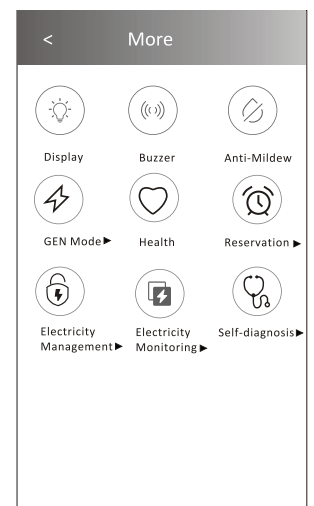 < More
Display Buzzer Anti-Mildew
GEN Mode▶ Health Reservation ▶
Electricity Electricity Self-diagnosis▶
Management▶ Monitoring ▶